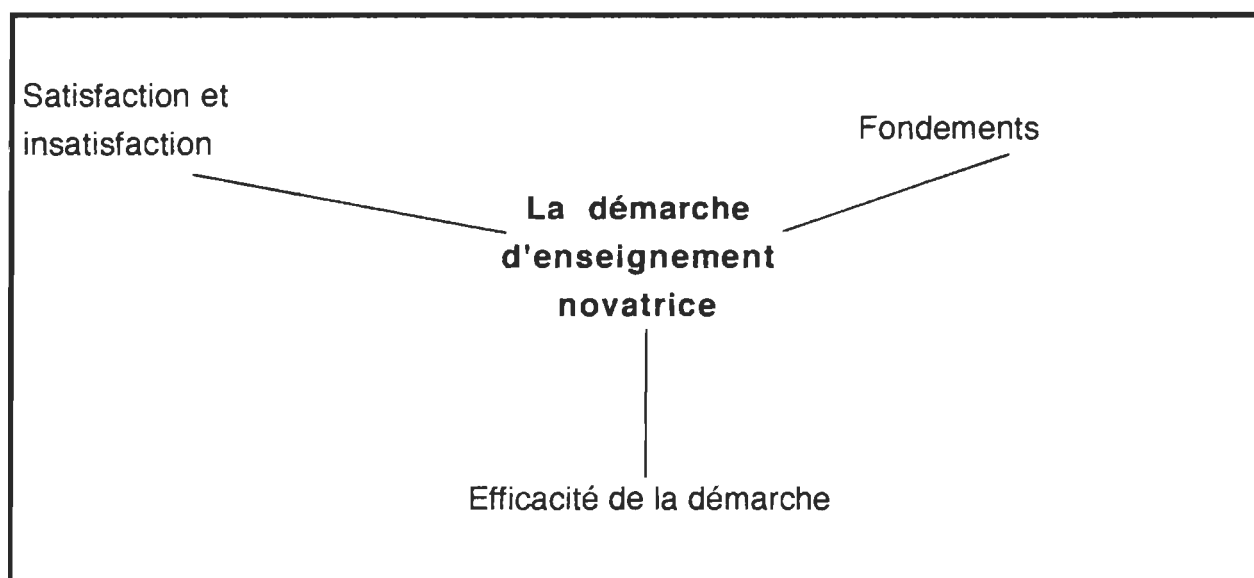 Satisfaction et
insatisfaction
Fondements
La démarche
d'enseignement
novatrice
Efficacité de la démarche